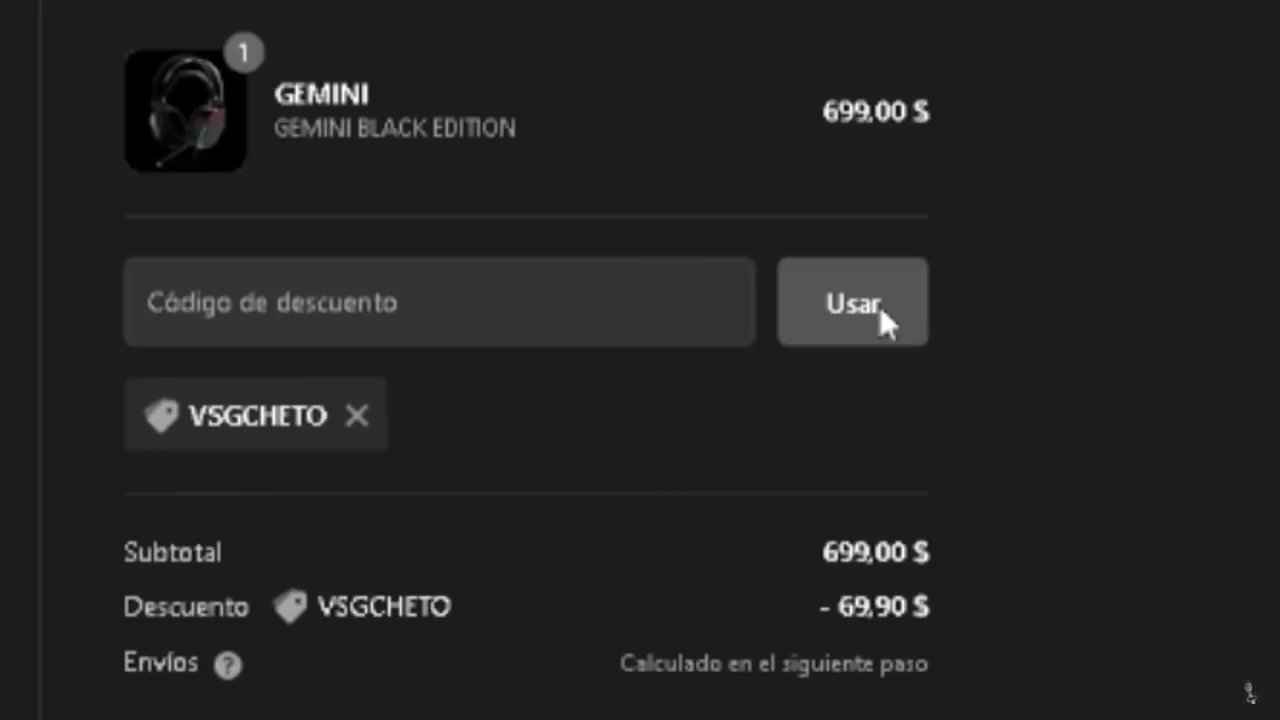 1
GEMINI
GEMINI BLACK EDITION
699,00 $
Código de descuento
Usar
VSGCHETO
Subtotal 699,00 $
Descuento VSGCHETO - 69,90 $
Envíos ? Calculado en el siguiente paso